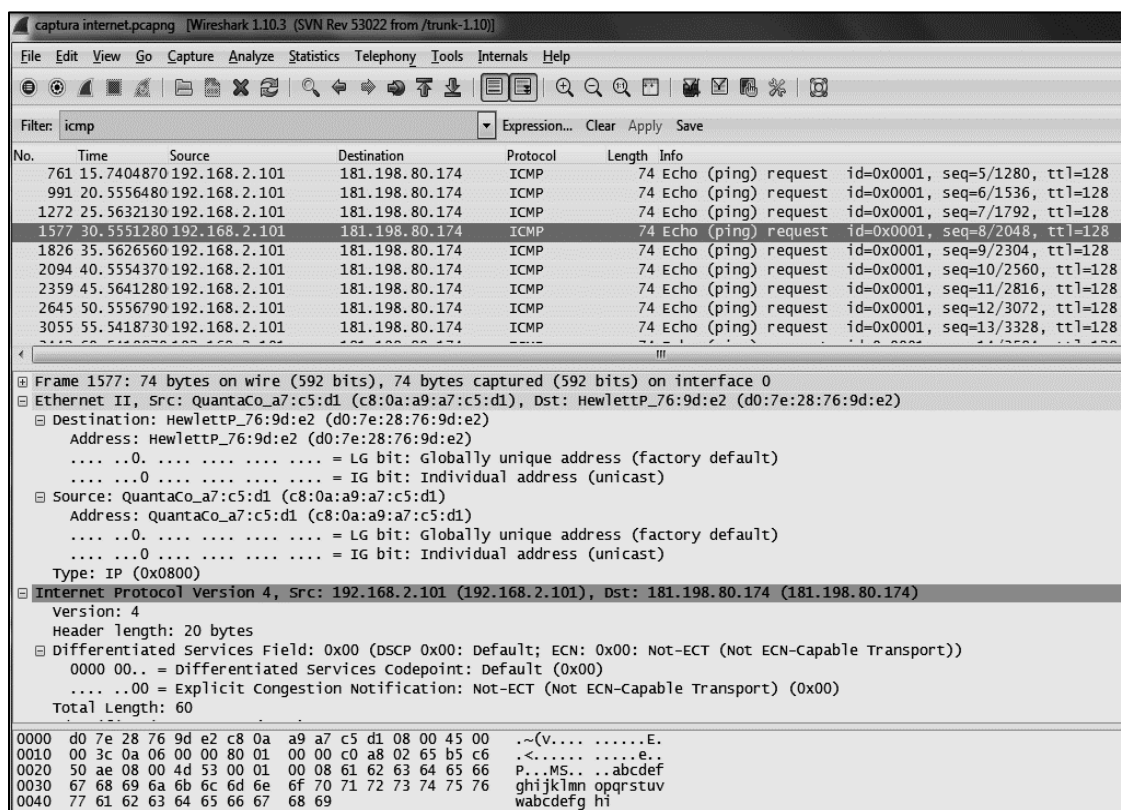 captura internet.pcapng [Wireshark 1.10.3 (SVN Rev 53022 from /trunk-1.10)]
File Edit View Go Capture Analyze Statistics Telephony Tools Internals Help
Filter: icmp Expression... Clear Apply Save
No. Time Source Destination Protocol Length Info
761 15.7404870 192.168.2.101 181.198.80.174 ICMP 74 Echo (ping) request id=0x0001, seq=5/1280, ttl=128
991 20.5556480 192.168.2.101 181.198.80.174 ICMP 74 Echo (ping) request id=0x0001, seq=6/1536, ttl=128
1272 25.5632130 192.168.2.101 181.198.80.174 ICMP 74 Echo (ping) request id=0x0001, seq=7/1792, ttl=128
1577 30.5551280 192.168.2.101 181.198.80.174 ICMP 74 Echo (ping) request id=0x0001, seq=8/2048, ttl=128
1826 35.5626560 192.168.2.101 181.198.80.174 ICMP 74 Echo (ping) request id=0x0001, seq=9/2304, ttl=128
2094 40.5554370 192.168.2.101 181.198.80.174 ICMP 74 Echo (ping) request id=0x0001, seq=10/2560, ttl=128
2359 45.5641280 192.168.2.101 181.198.80.174 ICMP 74 Echo (ping) request id=0x0001, seq=11/2816, ttl=128
2645 50.5556790 192.168.2.101 181.198.80.174 ICMP 74 Echo (ping) request id=0x0001, seq=12/3072, ttl=128
3055 55.5418730 192.168.2.101 181.198.80.174 ICMP 74 Echo (ping) request id=0x0001, seq=13/3328, ttl=128
Frame 1577: 74 bytes on wire (592 bits), 74 bytes captured (592 bits) on interface 0
Ethernet II, Src: QuantaCo_a7:c5:d1 (c8:0a:a9:a7:c5:d1), Dst: HewlettP_76:9d:e2 (d0:7e:28:76:9d:e2)
Destination: HewlettP_76:9d:e2 (d0:7e:28:76:9d:e2)
Address: HewlettP_76:9d:e2 (d0:7e:28:76:9d:e2)
.... ..0. .... .... .... .... = LG bit: Globally unique address (factory default)
.... ...0 .... .... .... .... = IG bit: Individual address (unicast)
Source: QuantaCo_a7:c5:d1 (c8:0a:a9:a7:c5:d1)
Address: QuantaCo_a7:c5:d1 (c8:0a:a9:a7:c5:d1)
.... ..0. .... .... .... .... = LG bit: Globally unique address (factory default)
.... ...0 .... .... .... .... = IG bit: Individual address (unicast)
Type: IP (0x0800)
Internet Protocol Version 4, Src: 192.168.2.101 (192.168.2.101), Dst: 181.198.80.174 (181.198.80.174)
Version: 4
Header length: 20 bytes
Differentiated Services Field: 0x00 (DSCP 0x00: Default; ECN: 0x00: Not-ECT (Not ECN-Capable Transport))
0000 00.. = Differentiated Services Codepoint: Default (0x00)
.... ..00 = Explicit Congestion Notification: Not-ECT (Not ECN-Capable Transport) (0x00)
Total Length: 60
0000 d0 7e 28 76 9d e2 c8 0a a9 a7 c5 d1 08 00 45 00 .~(v.... ......E.
0010 00 3c 0a 06 00 00 80 01 00 00 c0 a8 02 65 b5 c6 .<...... .....e..
0020 50 ae 08 00 4d 53 00 01 00 08 61 62 63 64 65 66 P...MS.. ..abcdef
0030 67 68 69 6a 6b 6c 6d 6e 6f 70 71 72 73 74 75 76 ghijklmn opqrstuv
0040 77 61 62 63 64 65 66 67 68 69 wabcdefg hi